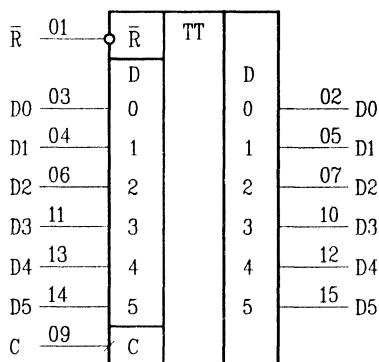 R̅ 01 R̅ TT
D D
D0 03 0 0 02 D0
D1 04 1 1 05 D1
D2 06 2 2 07 D2
D3 11 3 3 10 D3
D4 13 4 4 12 D4
D5 14 5 5 15 D5
C 09 C